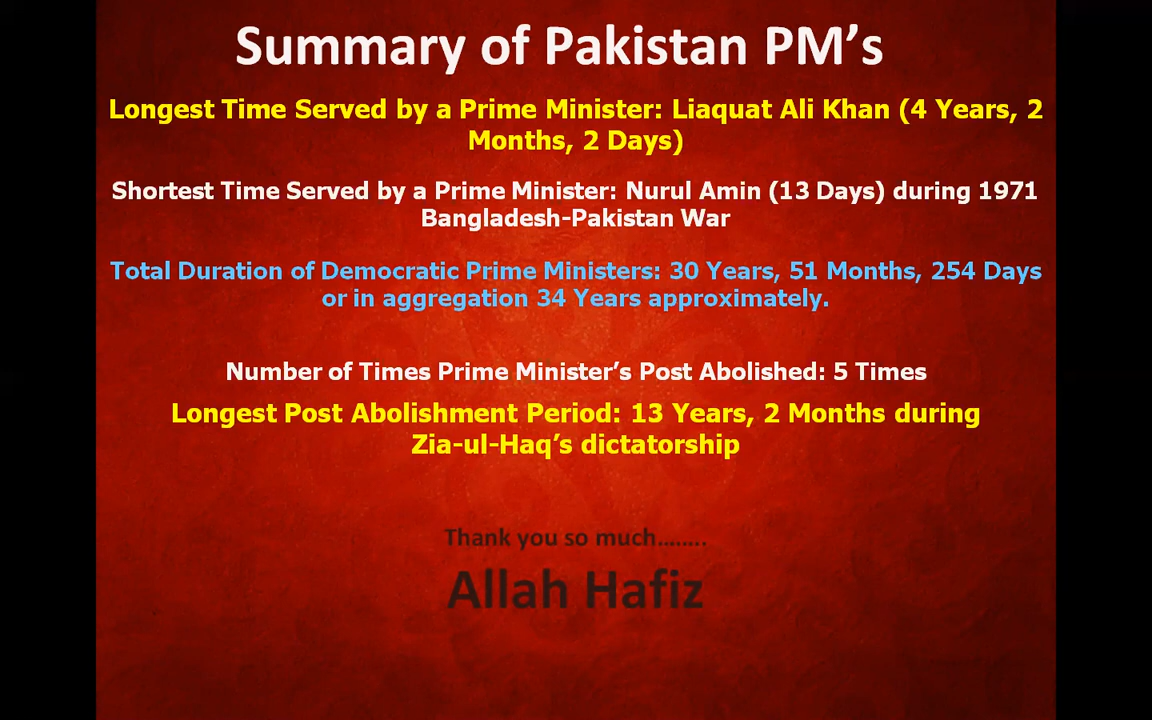 Summary of Pakistan PM’s
Longest Time Served by a Prime Minister: Liaquat Ali Khan (4 Years, 2
Months, 2 Days)
Shortest Time Served by a Prime Minister: Nurul Amin (13 Days) during 1971
Bangladesh-Pakistan War
Total Duration of Democratic Prime Ministers: 30 Years, 51 Months, 254 Days
or in aggregation 34 Years approximately.
Number of Times Prime Minister’s Post Abolished: 5 Times
Longest Post Abolishment Period: 13 Years, 2 Months during
Zia-ul-Haq’s dictatorship
Thank you so much........
Allah Hafiz